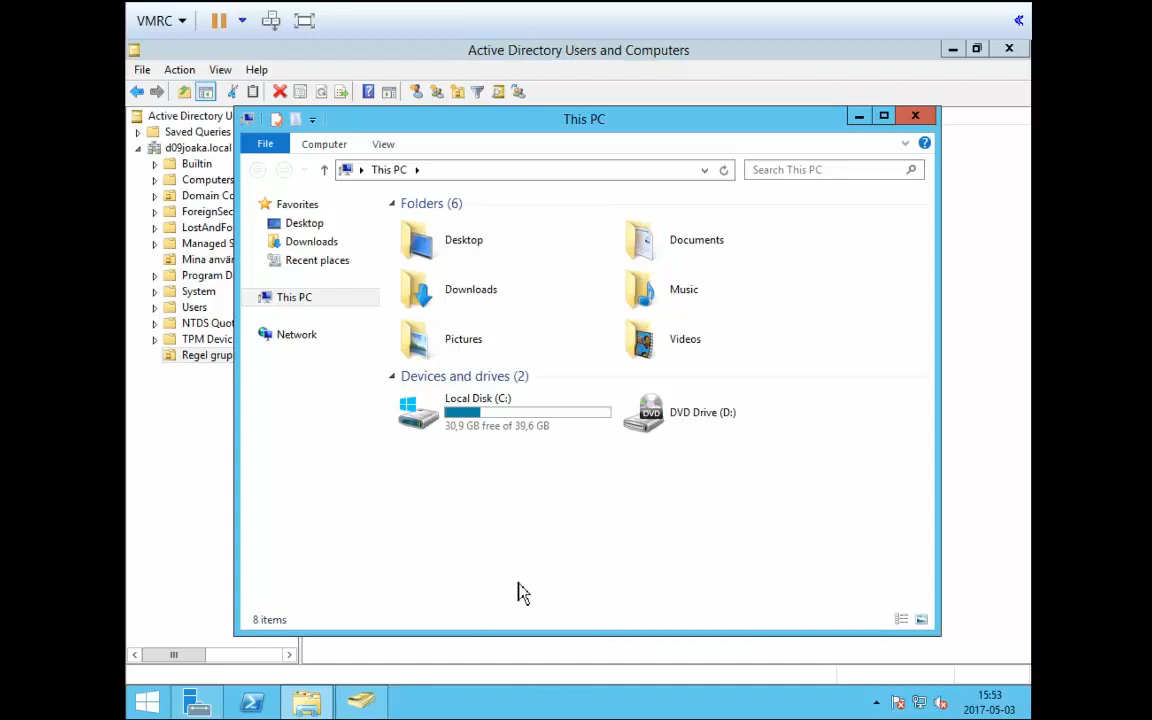 VMRC
Active Directory Users and Computers
File Action View Help
Active Directory U
Saved Queries
d09joaka.local
Builtin
Computers
Domain Co
ForeignSec
LostAndFo
Managed S
Mina använ
Program D
System
Users
NTDS Quot
TPM Devic
Regel grup
This PC
File Computer View
This PC
Search This PC
Favorites
Desktop
Downloads
Recent places
This PC
Network
Folders (6)
Desktop
Documents
Downloads
Music
Pictures
Videos
Devices and drives (2)
Local Disk (C:)
30,9 GB free of 39,6 GB
DVD
DVD Drive (D:)
8 items
15:53
2017-05-03